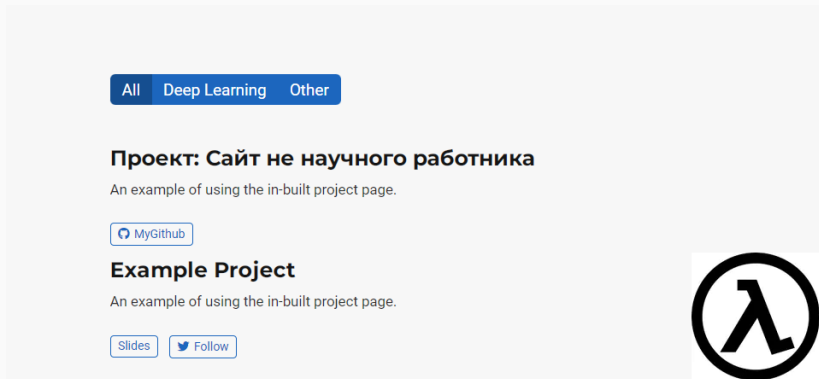 All Deep Learning Other
Проект: Сайт не научного работника
An example of using the in-built project page.
MyGithub
Example Project
An example of using the in-built project page.
Slides Follow